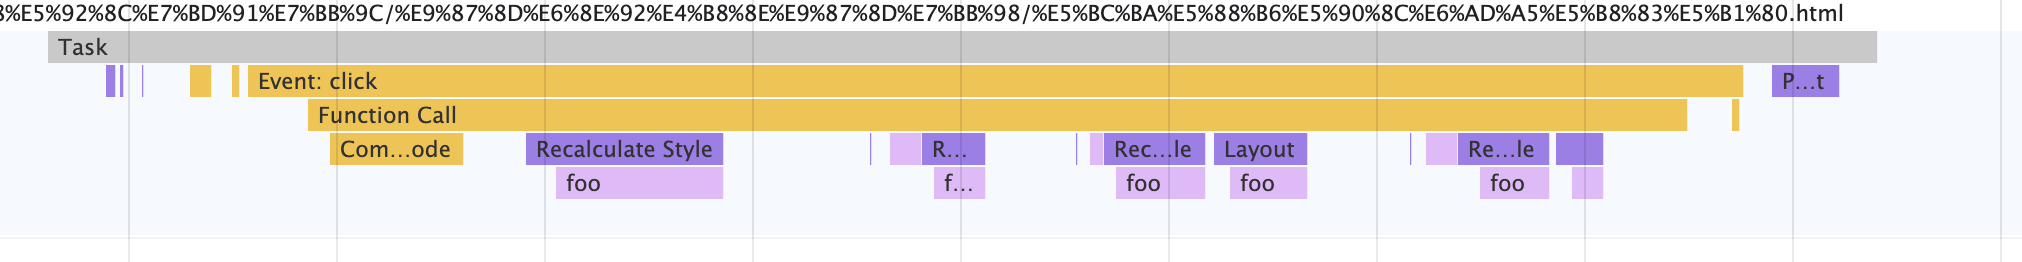 8%E5%92%8C%E7%BD%91%E7%BB%9C/%E9%87%8D%E6%8E%92%E4%B8%8E%E9%87%8D%E7%BB%98/%E5%BC%BA%E5%88%B6%E5%90%8C%E6%AD%A5%E5%B8%83%E5%B1%80.html
Task
Event: click P...t
Function Call
Com...ode Recalculate Style R... Rec...le Layout Re...le
foo f... foo foo foo